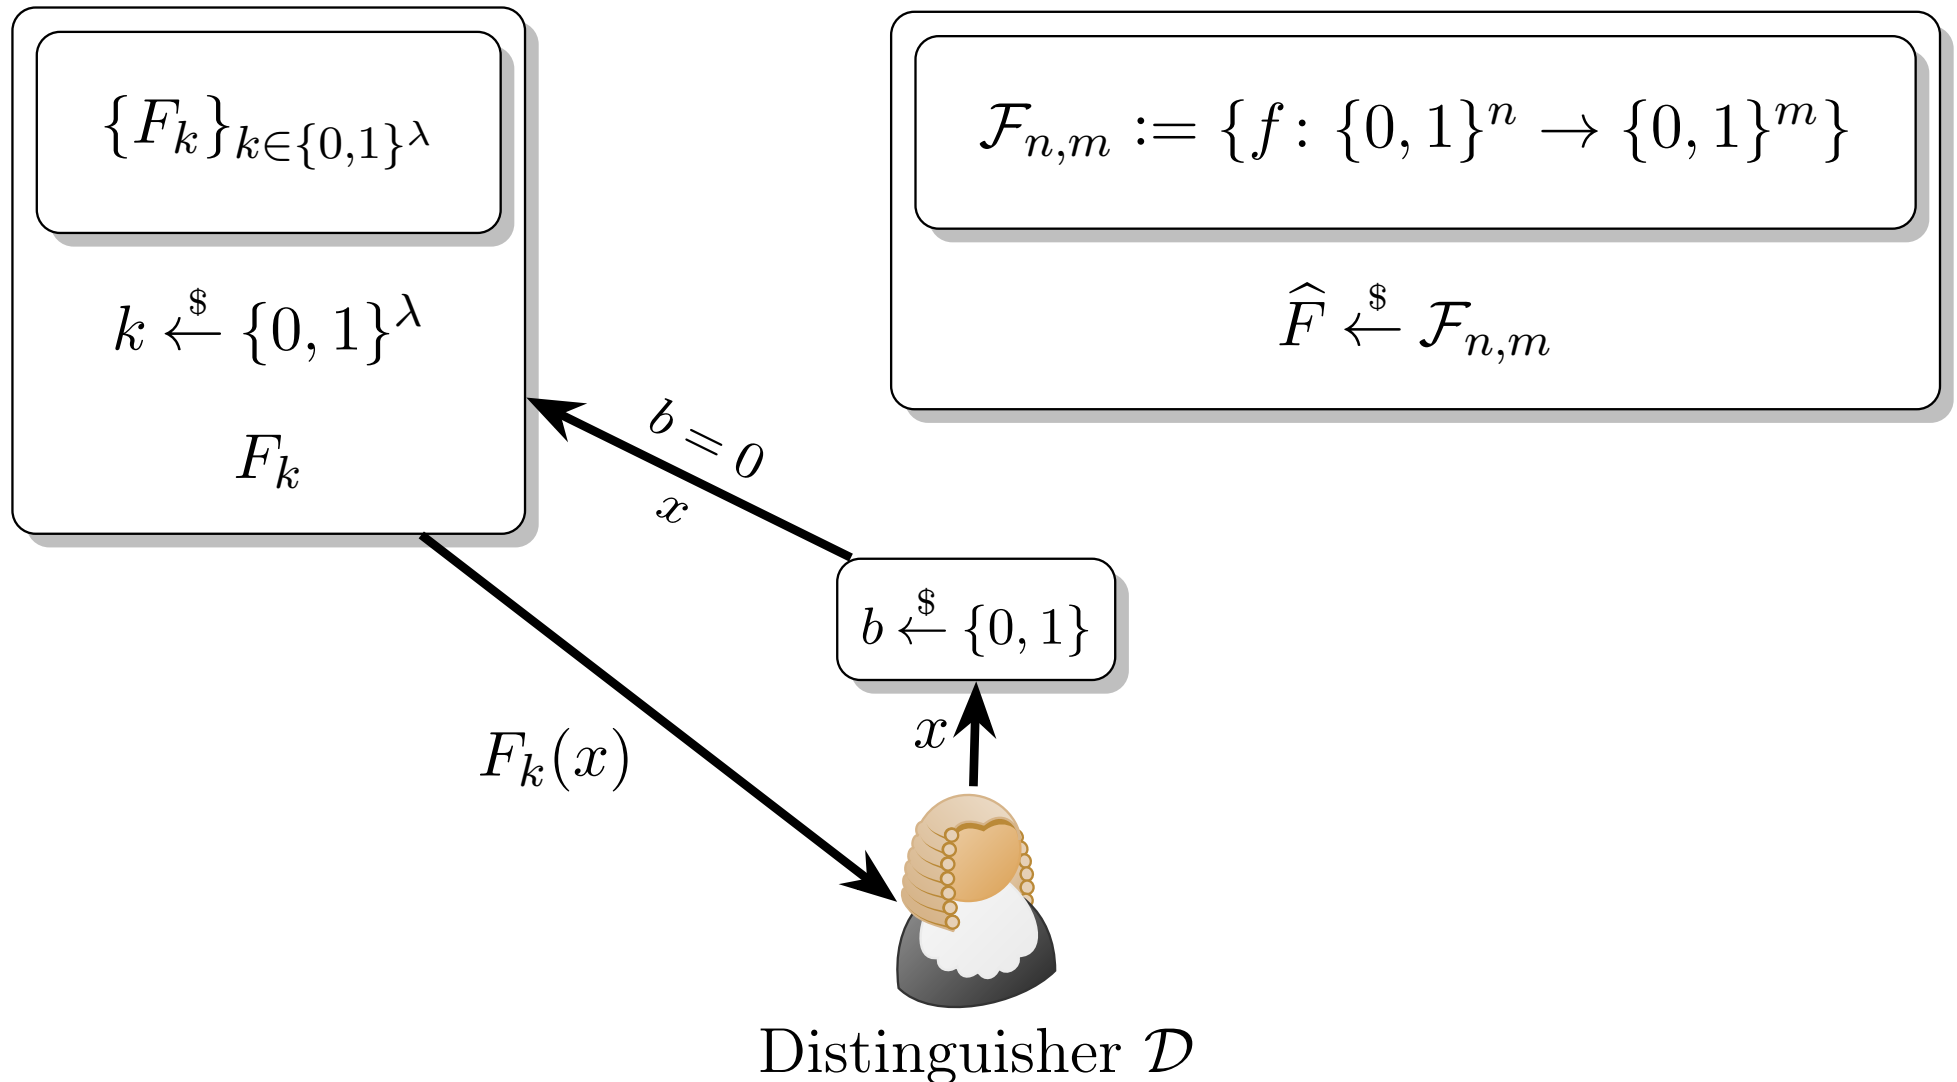 {F_k}_{k∈{0,1}^λ}
k ←$ {0, 1}^λ
F_k
ℱ_{n,m} := {f : {0, 1}^n → {0, 1}^m}
F̂ ←$ ℱ_{n,m}
b = 0
x
b ←$ {0, 1}
x
F_k(x)
Distinguisher 𝒟